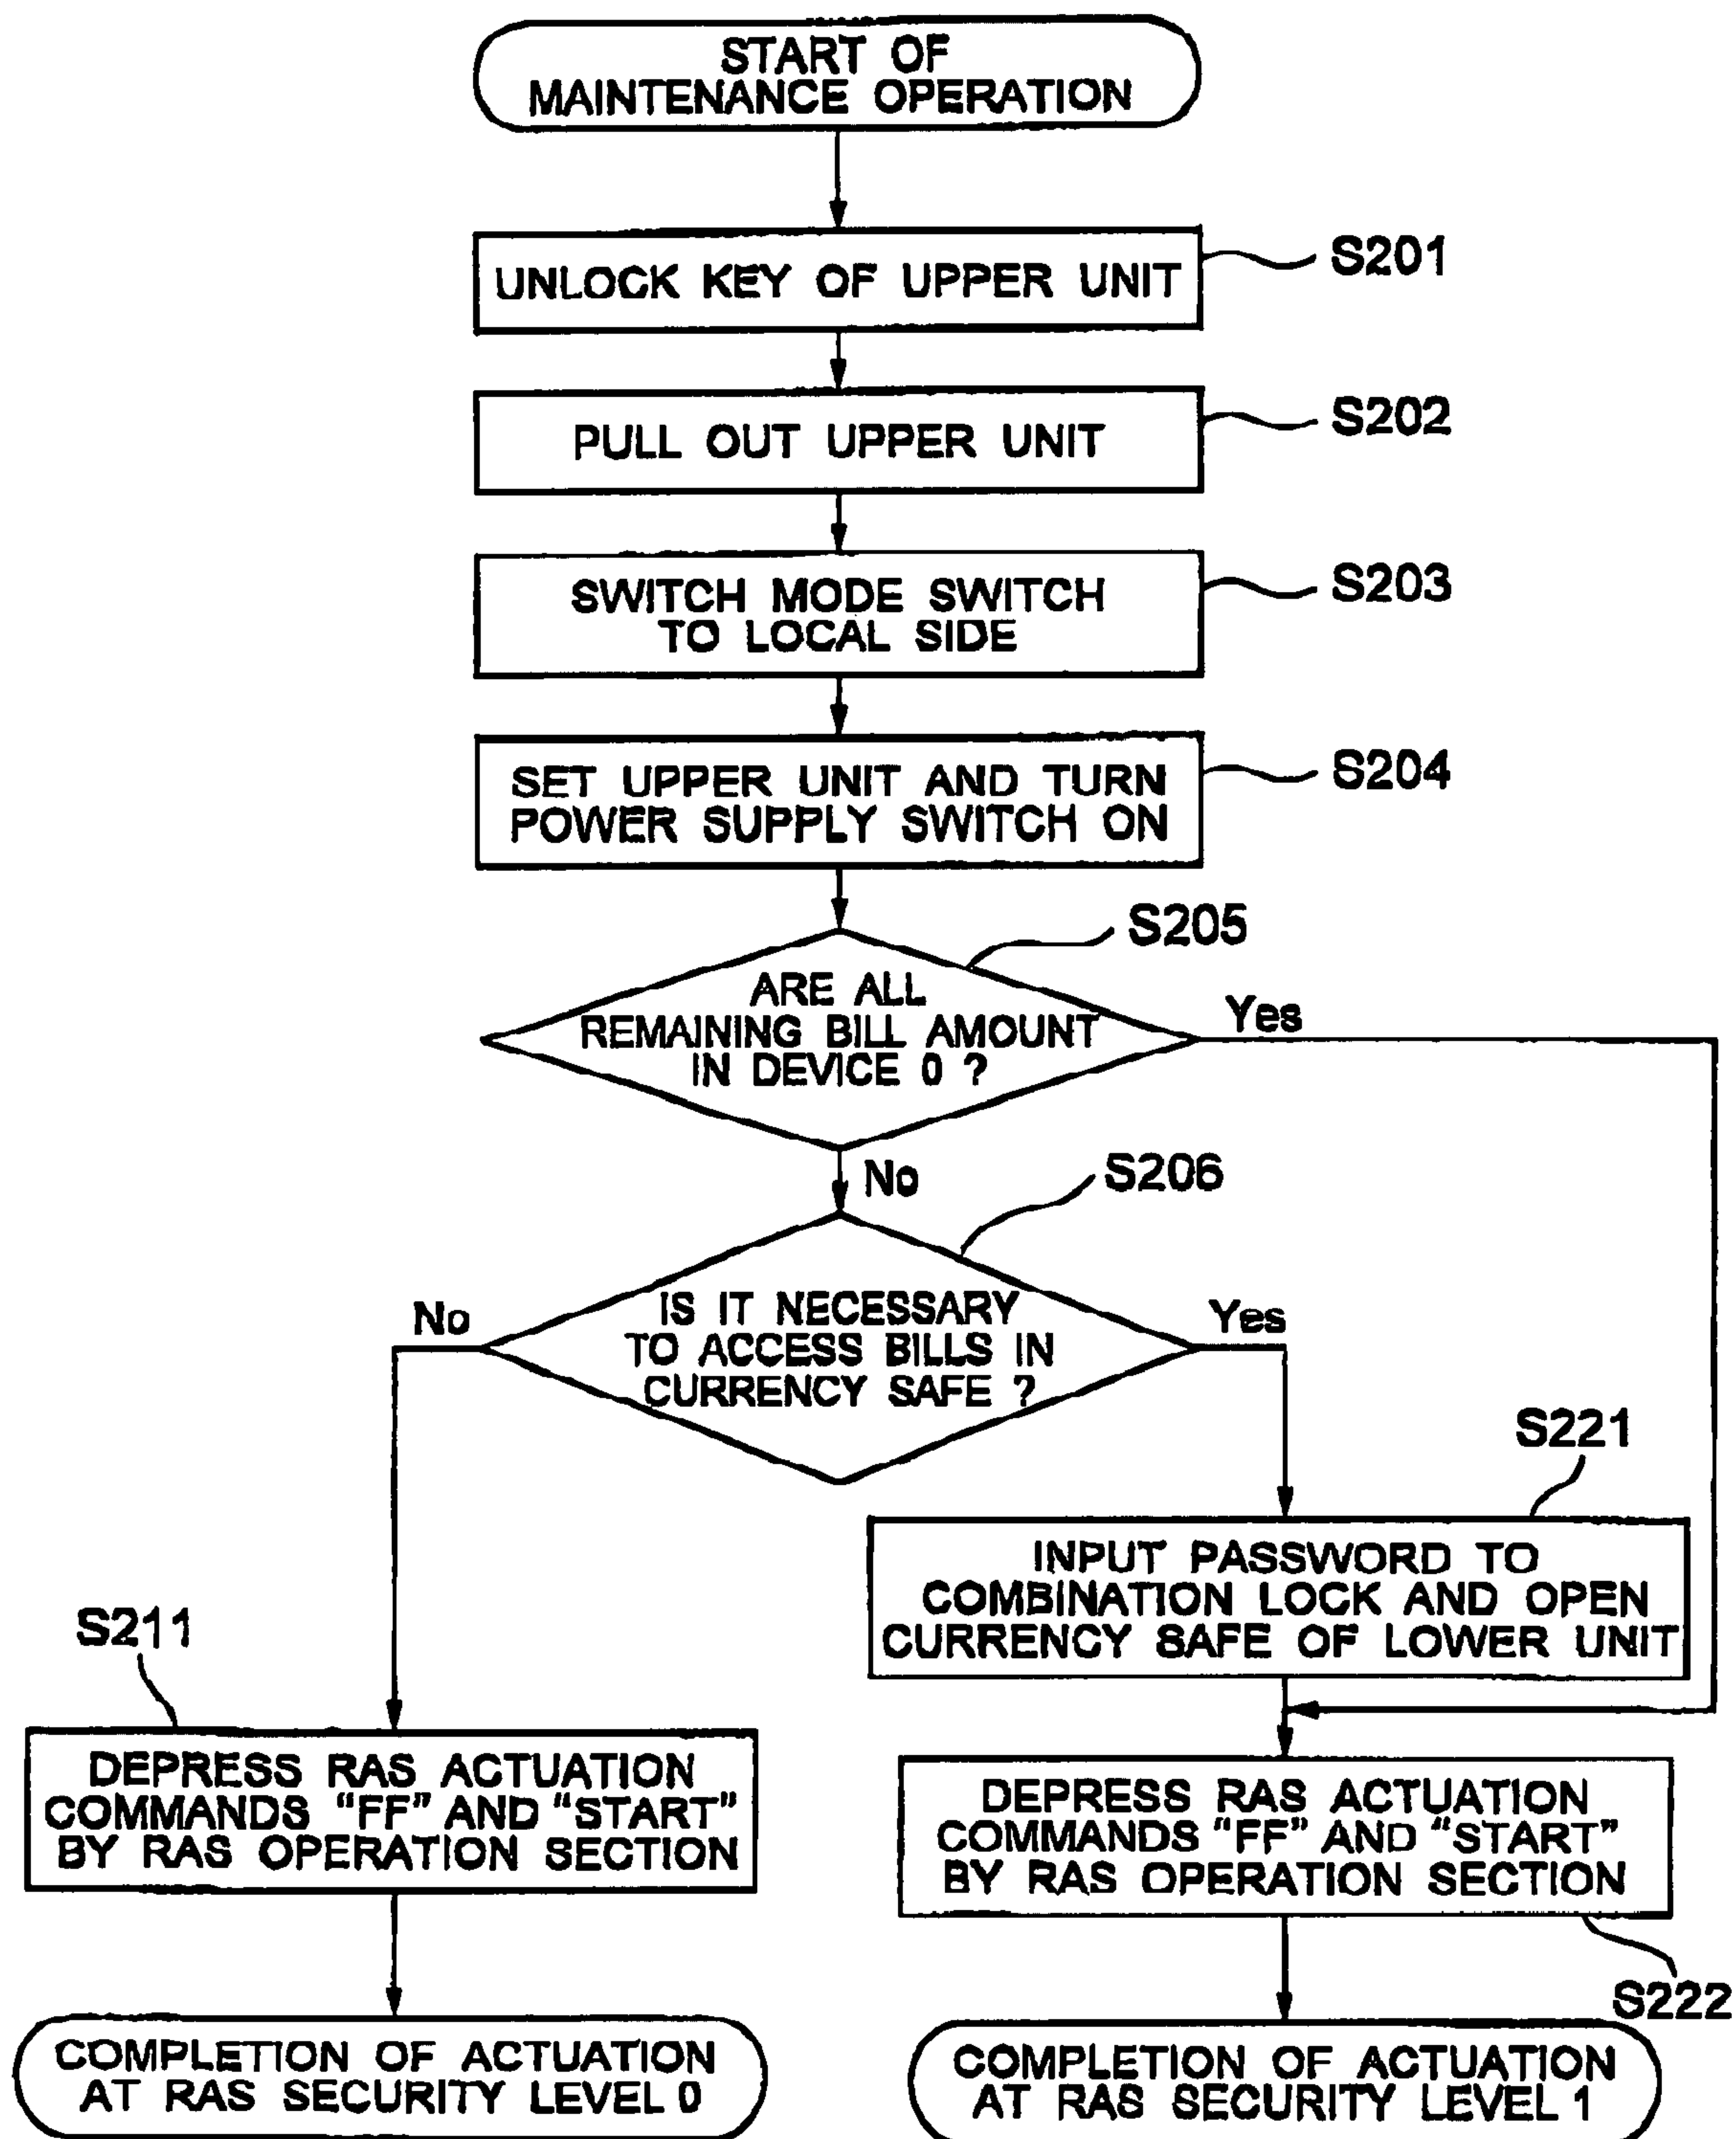 START OF
MAINTENANCE OPERATION
UNLOCK KEY OF UPPER UNIT
S201
PULL OUT UPPER UNIT
S202
SWITCH MODE SWITCH
TO LOCAL SIDE
S203
SET UPPER UNIT AND TURN
POWER SUPPLY SWITCH ON
S204
S205
ARE ALL
REMAINING BILL AMOUNT
IN DEVICE 0 ?
Yes
No
S206
IS IT NECESSARY
TO ACCESS BILLS IN
CURRENCY SAFE ?
No
Yes
S221
INPUT PASSWORD TO
COMBINATION LOCK AND OPEN
CURRENCY SAFE OF LOWER UNIT
S211
DEPRESS RAS ACTUATION
COMMANDS “FF” AND “START”
BY RAS OPERATION SECTION
DEPRESS RAS ACTUATION
COMMANDS “FF” AND “START”
BY RAS OPERATION SECTION
S222
COMPLETION OF ACTUATION
AT RAS SECURITY LEVEL 0
COMPLETION OF ACTUATION
AT RAS SECURITY LEVEL 1